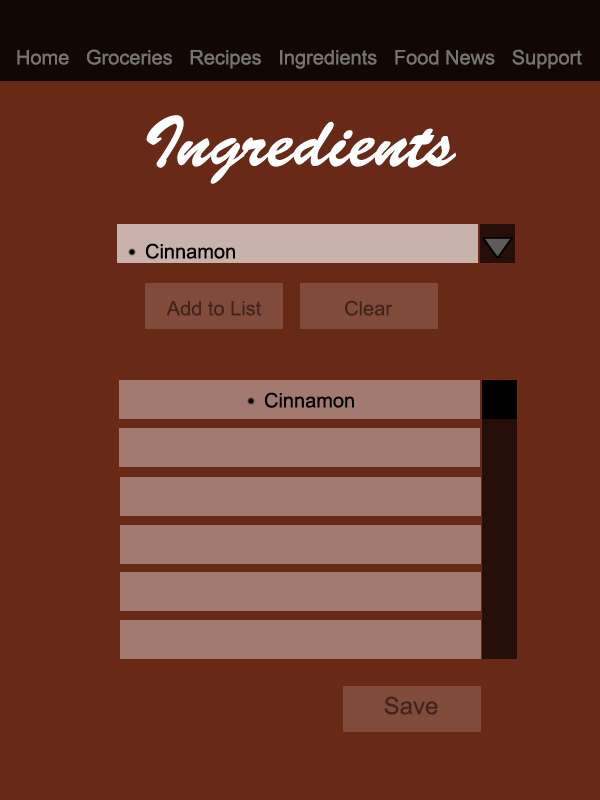 Home Groceries Recipes Ingredients Food News Support
Ingredients
• Cinnamon
Add to List Clear
• Cinnamon
Save